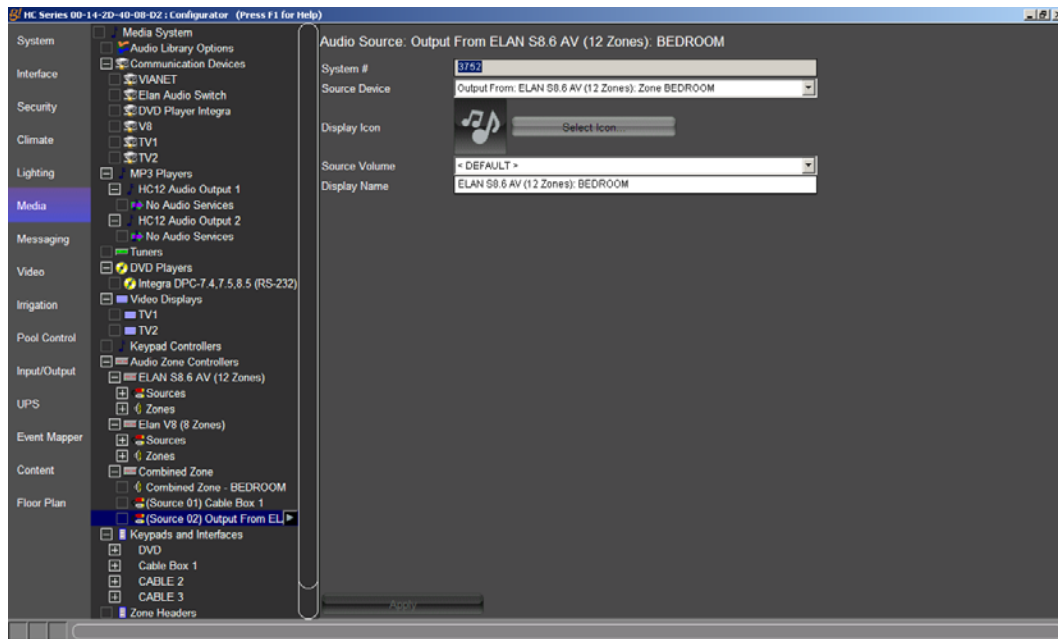 HC Series 00-14-2D-40-08-D2 : Configurator (Press F1 for Help)
System
Interface
Security
Climate
Lighting
Media
Messaging
Video
Irrigation
Pool Control
Input/Output
UPS
Event Mapper
Content
Floor Plan
Media System
Audio Library Options
Communication Devices
VIANET
Elan Audio Switch
DVD Player Integra
V8
TV1
TV2
MP3 Players
HC12 Audio Output 1
No Audio Services
HC12 Audio Output 2
No Audio Services
Tuners
DVD Players
Integra DPC-7.4,7.5,8.5 (RS-232)
Video Displays
TV1
TV2
Keypad Controllers
Audio Zone Controllers
ELAN S8.6 AV (12 Zones)
Sources
Zones
Elan V8 (8 Zones)
Sources
Zones
Combined Zone
Combined Zone - BEDROOM
(Source 01) Cable Box 1
(Source 02) Output From EL
Keypads and Interfaces
DVD
Cable Box 1
CABLE 2
CABLE 3
Zone Headers
Audio Source: Output From ELAN S8.6 AV (12 Zones): BEDROOM
System # 3752
Source Device Output From: ELAN S8.6 AV (12 Zones): Zone BEDROOM
Display Icon Select Icon...
Source Volume < DEFAULT >
Display Name ELAN S8.6 AV (12 Zones): BEDROOM
Apply